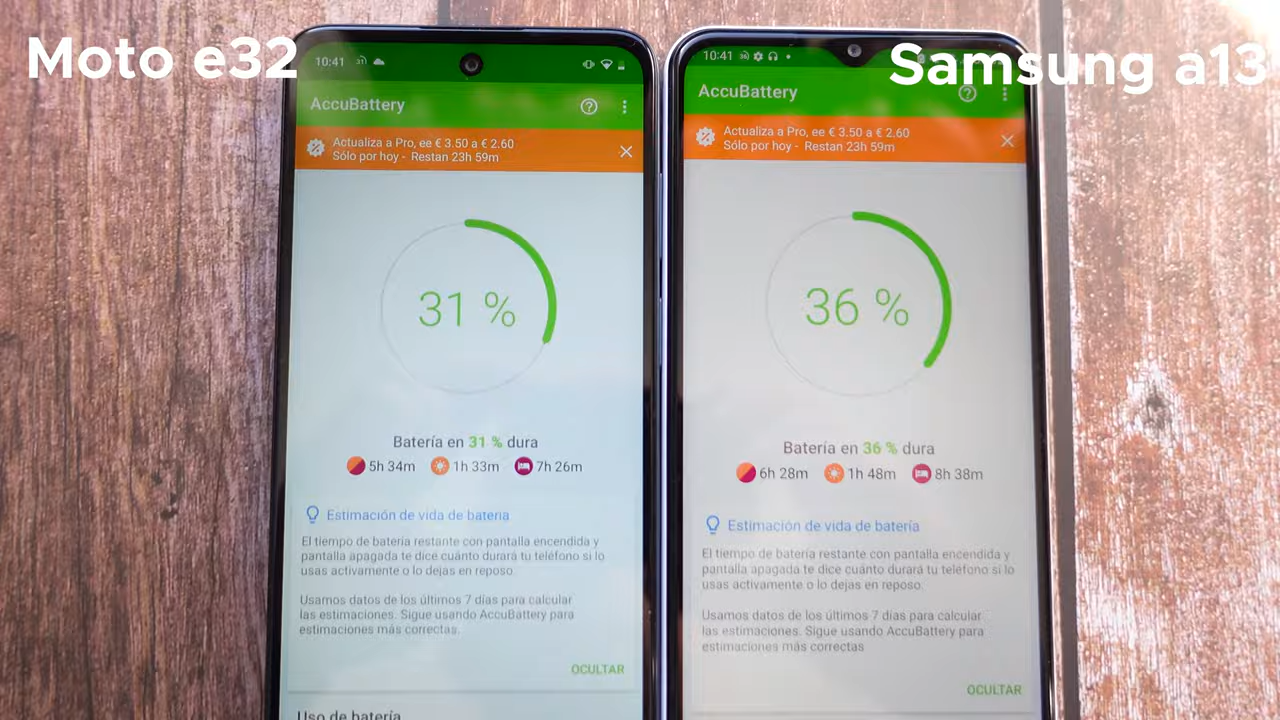 Moto e32
Samsung a13
10:41
AccuBattery
Actualiza a Pro, ee € 3.50 a € 2.60
Sólo por hoy - Restan 23h 59m
31 %
Batería en 31 % dura
5h 34m 1h 33m 7h 26m
Estimación de vida de batería
El tiempo de batería restante con pantalla encendida y
pantalla apagada te dice cuánto durará tu teléfono si lo
usas activamente o lo dejas en reposo.
Usamos datos de los últimos 7 días para calcular
las estimaciones. Sigue usando AccuBattery para
estimaciones más correctas.
OCULTAR
Uso de batería
10:41
AccuBattery
Actualiza a Pro, ee € 3.50 a € 2.60
Sólo por hoy - Restan 23h 59m
36 %
Batería en 36 % dura
6h 28m 1h 48m 8h 38m
Estimación de vida de batería
El tiempo de batería restante con pantalla encendida y
pantalla apagada te dice cuánto durará tu teléfono si lo
usas activamente o lo dejas en reposo.
Usamos datos de los últimos 7 días para calcular
las estimaciones. Sigue usando AccuBattery para
estimaciones más correctas
OCULTAR